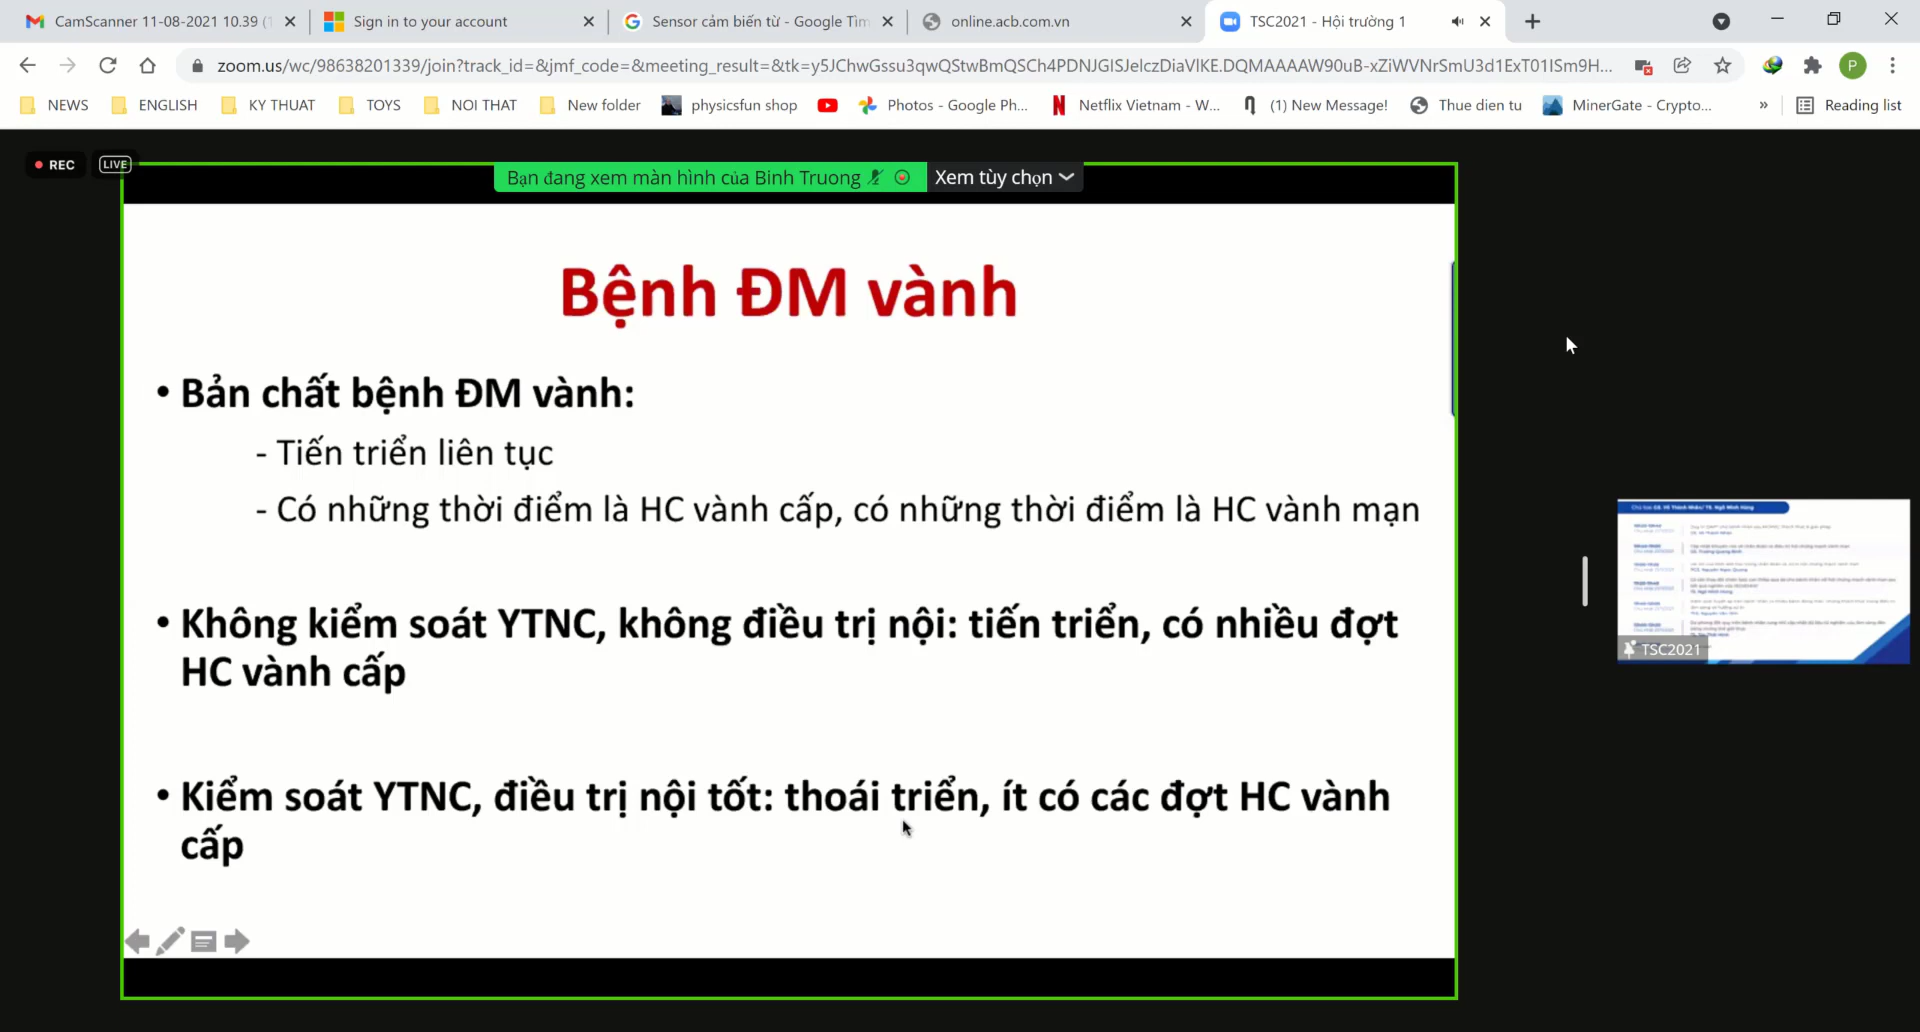 CamScanner 11-08-2021 10.39 (1
Sign in to your account
Sensor cảm biến từ - Google Tìm
online.acb.com.vn
TSC2021 - Hội trường 1
zoom.us/wc/98638201339/join?track_id=&jmf_code=&meeting_result=&tk=y5JChwGssu3qwQStwBmQSCh4PDNJGISJelczDiaVlKE.DQMAAAAW90uB-xZiWVNrSmU3d1ExT01ISm9H...
P
NEWS
ENGLISH
KY THUAT
TOYS
NOI THAT
New folder
physicsfun shop
Photos - Google Ph...
Netflix Vietnam - W...
(1) New Message!
Thue dien tu
MinerGate - Crypto...
»
Reading list
REC
LIVE
Bạn đang xem màn hình của Binh Truong
Xem tùy chọn
Bệnh ĐM vành
• Bản chất bệnh ĐM vành:
- Tiến triển liên tục
- Có những thời điểm là HC vành cấp, có những thời điểm là HC vành mạn
• Không kiểm soát YTNC, không điều trị nội: tiến triển, có nhiều đợt
HC vành cấp
• Kiểm soát YTNC, điều trị nội tốt: thoái triển, ít có các đợt HC vành
cấp
TSC2021